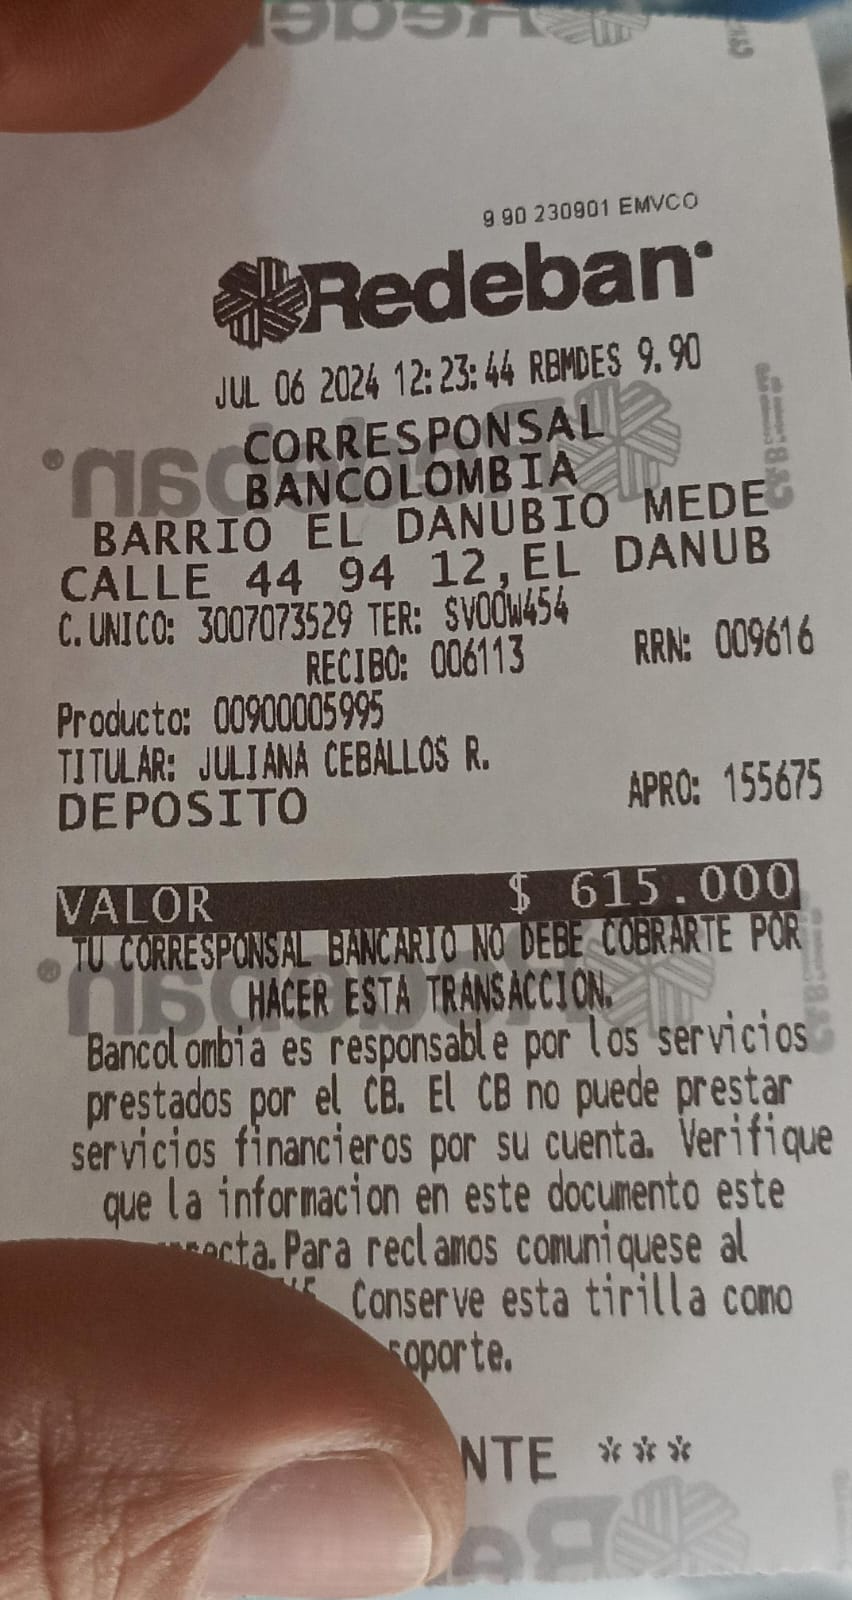 9.90 230901 EMVCO
Redeban
JUL 06 2024 12:23:44 RBMDES 9.90
CORRESPONSAL
BANCOLOMBIA
BARRIO EL DANUBIO MEDE
CALLE 44 94 12,EL DANUB
C.UNICO: 3007073529 TER: SV00W454
RECIBO: 006113 RRN: 009616
Producto: 00900005995
TITULAR: JULIANA CEBALLOS R.
DEPOSITO APRO: 155675
VALOR $ 615.000
TU CORRESPONSAL BANCARIO NO DEBE COBRARTE POR
HACER ESTA TRANSACCION.
Bancolombia es responsable por los servicios
prestados por el CB. El CB no puede prestar
servicios financieros por su cuenta. Verifique
que la informacion en este documento este
Para reclamos comuniquese al
Conserve esta tirilla como
soporte.
***